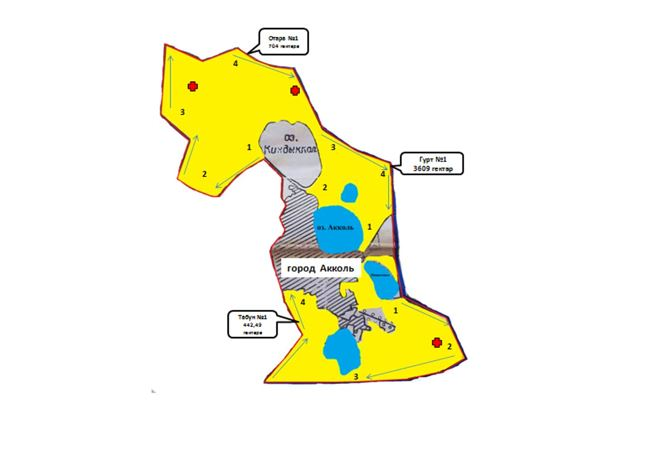 Отара №1
704 гектара
4
3
оз.
Киндыккол
1
3
Гурт №1
3609 гектар
4
2
2
оз. Акколь
1
город Акколь
4
1
Табун №1
442,49
гектара
2
3